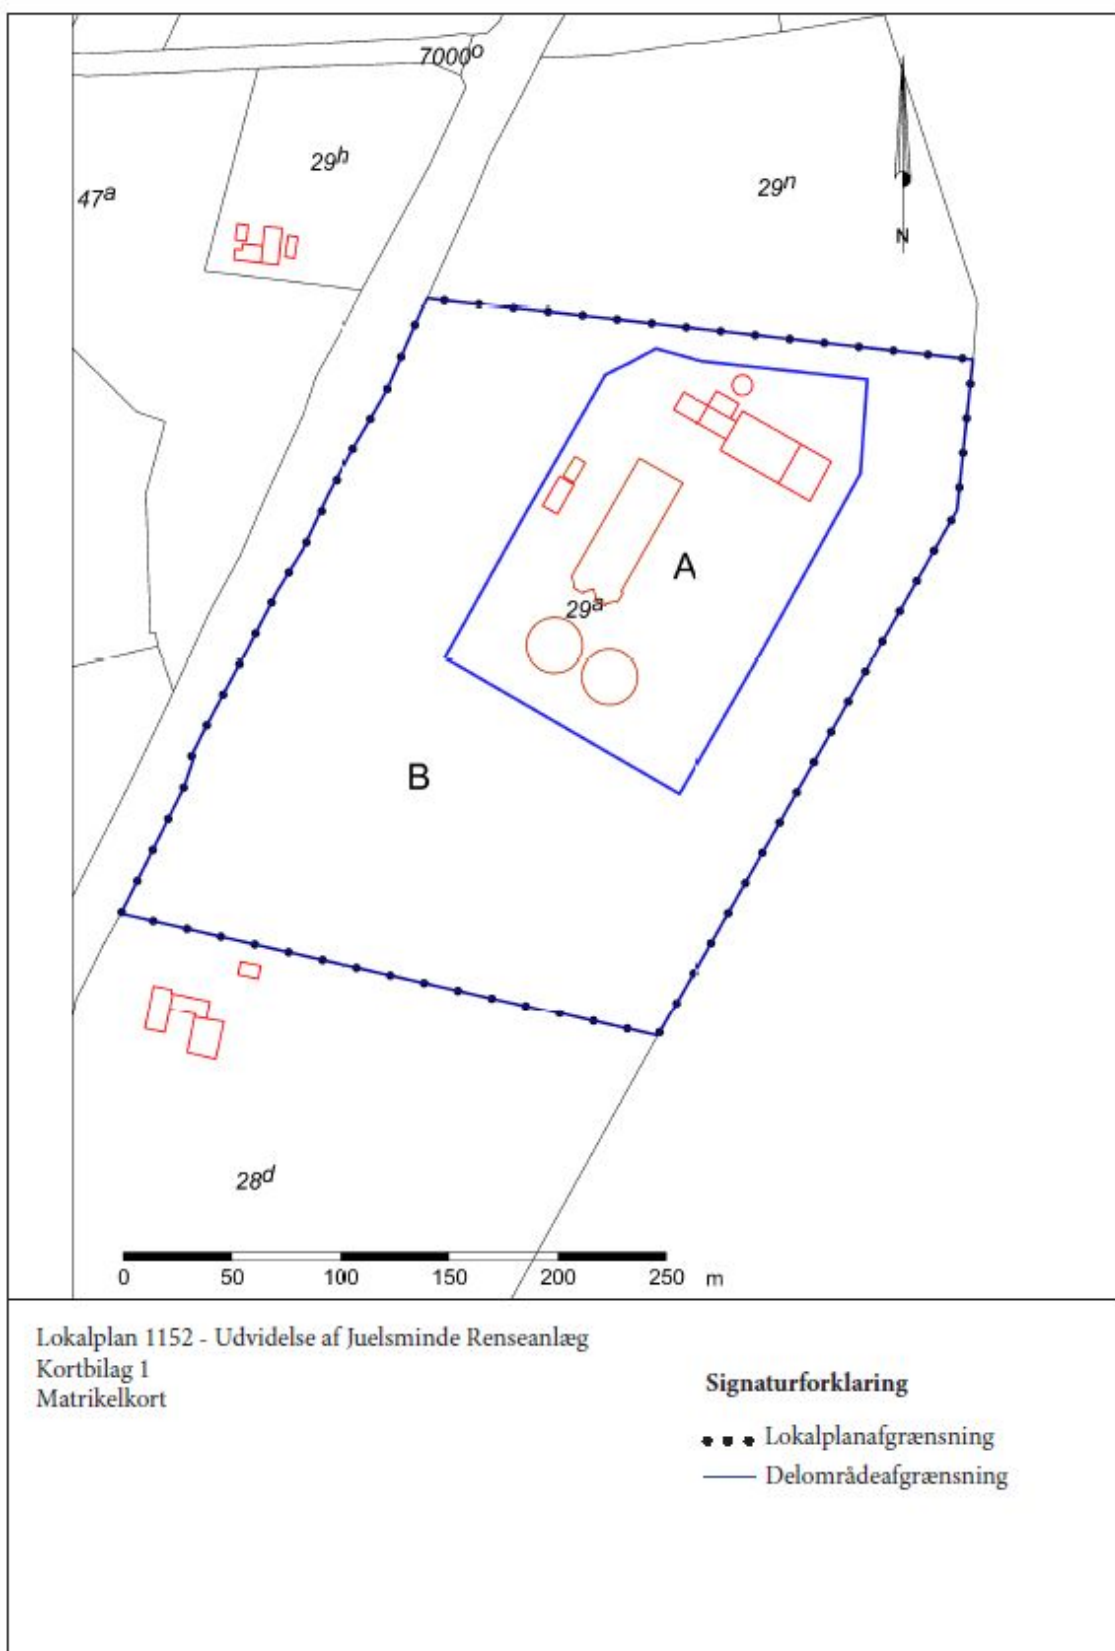 7000o
29h
47a
29n
N
A
29a
B
28d
0 50 100 150 200 250 m
Lokalplan 1152 - Udvidelse af Juelsminde Renseanlæg
Kortbilag 1
Matrikelkort
Signaturforklaring
Lokalplanafgrænsning
Delområdeafgrænsning